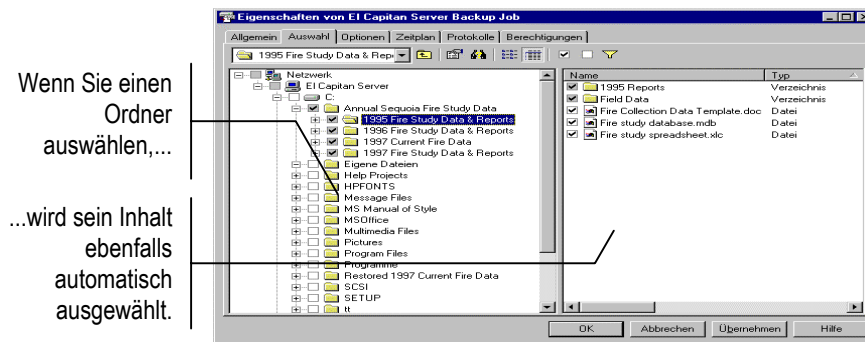 Wenn Sie einen
Ordner
auswählen,...
...wird sein Inhalt
ebenfalls
automatisch
ausgewählt.
Eigenschaften von El Capitan Server Backup Job
Allgemein Auswahl Optionen Zeitplan Protokolle Berechtigungen
1995 Fire Study Data & Rep
Netzwerk
El Capitan Server
C:
Annual Sequoia Fire Study Data
1995 Fire Study Data & Reports
1996 Fire Study Data & Reports
1997 Current Fire Data
1997 Fire Study Data & Reports
Eigene Dateien
Help Projects
HPFONTS
Message Files
MS Manual of Style
MSOffice
Multimedia Files
Pictures
Program Files
Programme
Restored 1997 Current Fire Data
SCSI
SETUP
tt
Name Typ
1995 Reports Verzeichnis
Field Data Verzeichnis
Fire Collection Data Template.doc Datei
Fire study database.mdb Datei
Fire study spreadsheet.xlc Datei
OK Abbrechen Übernehmen Hilfe